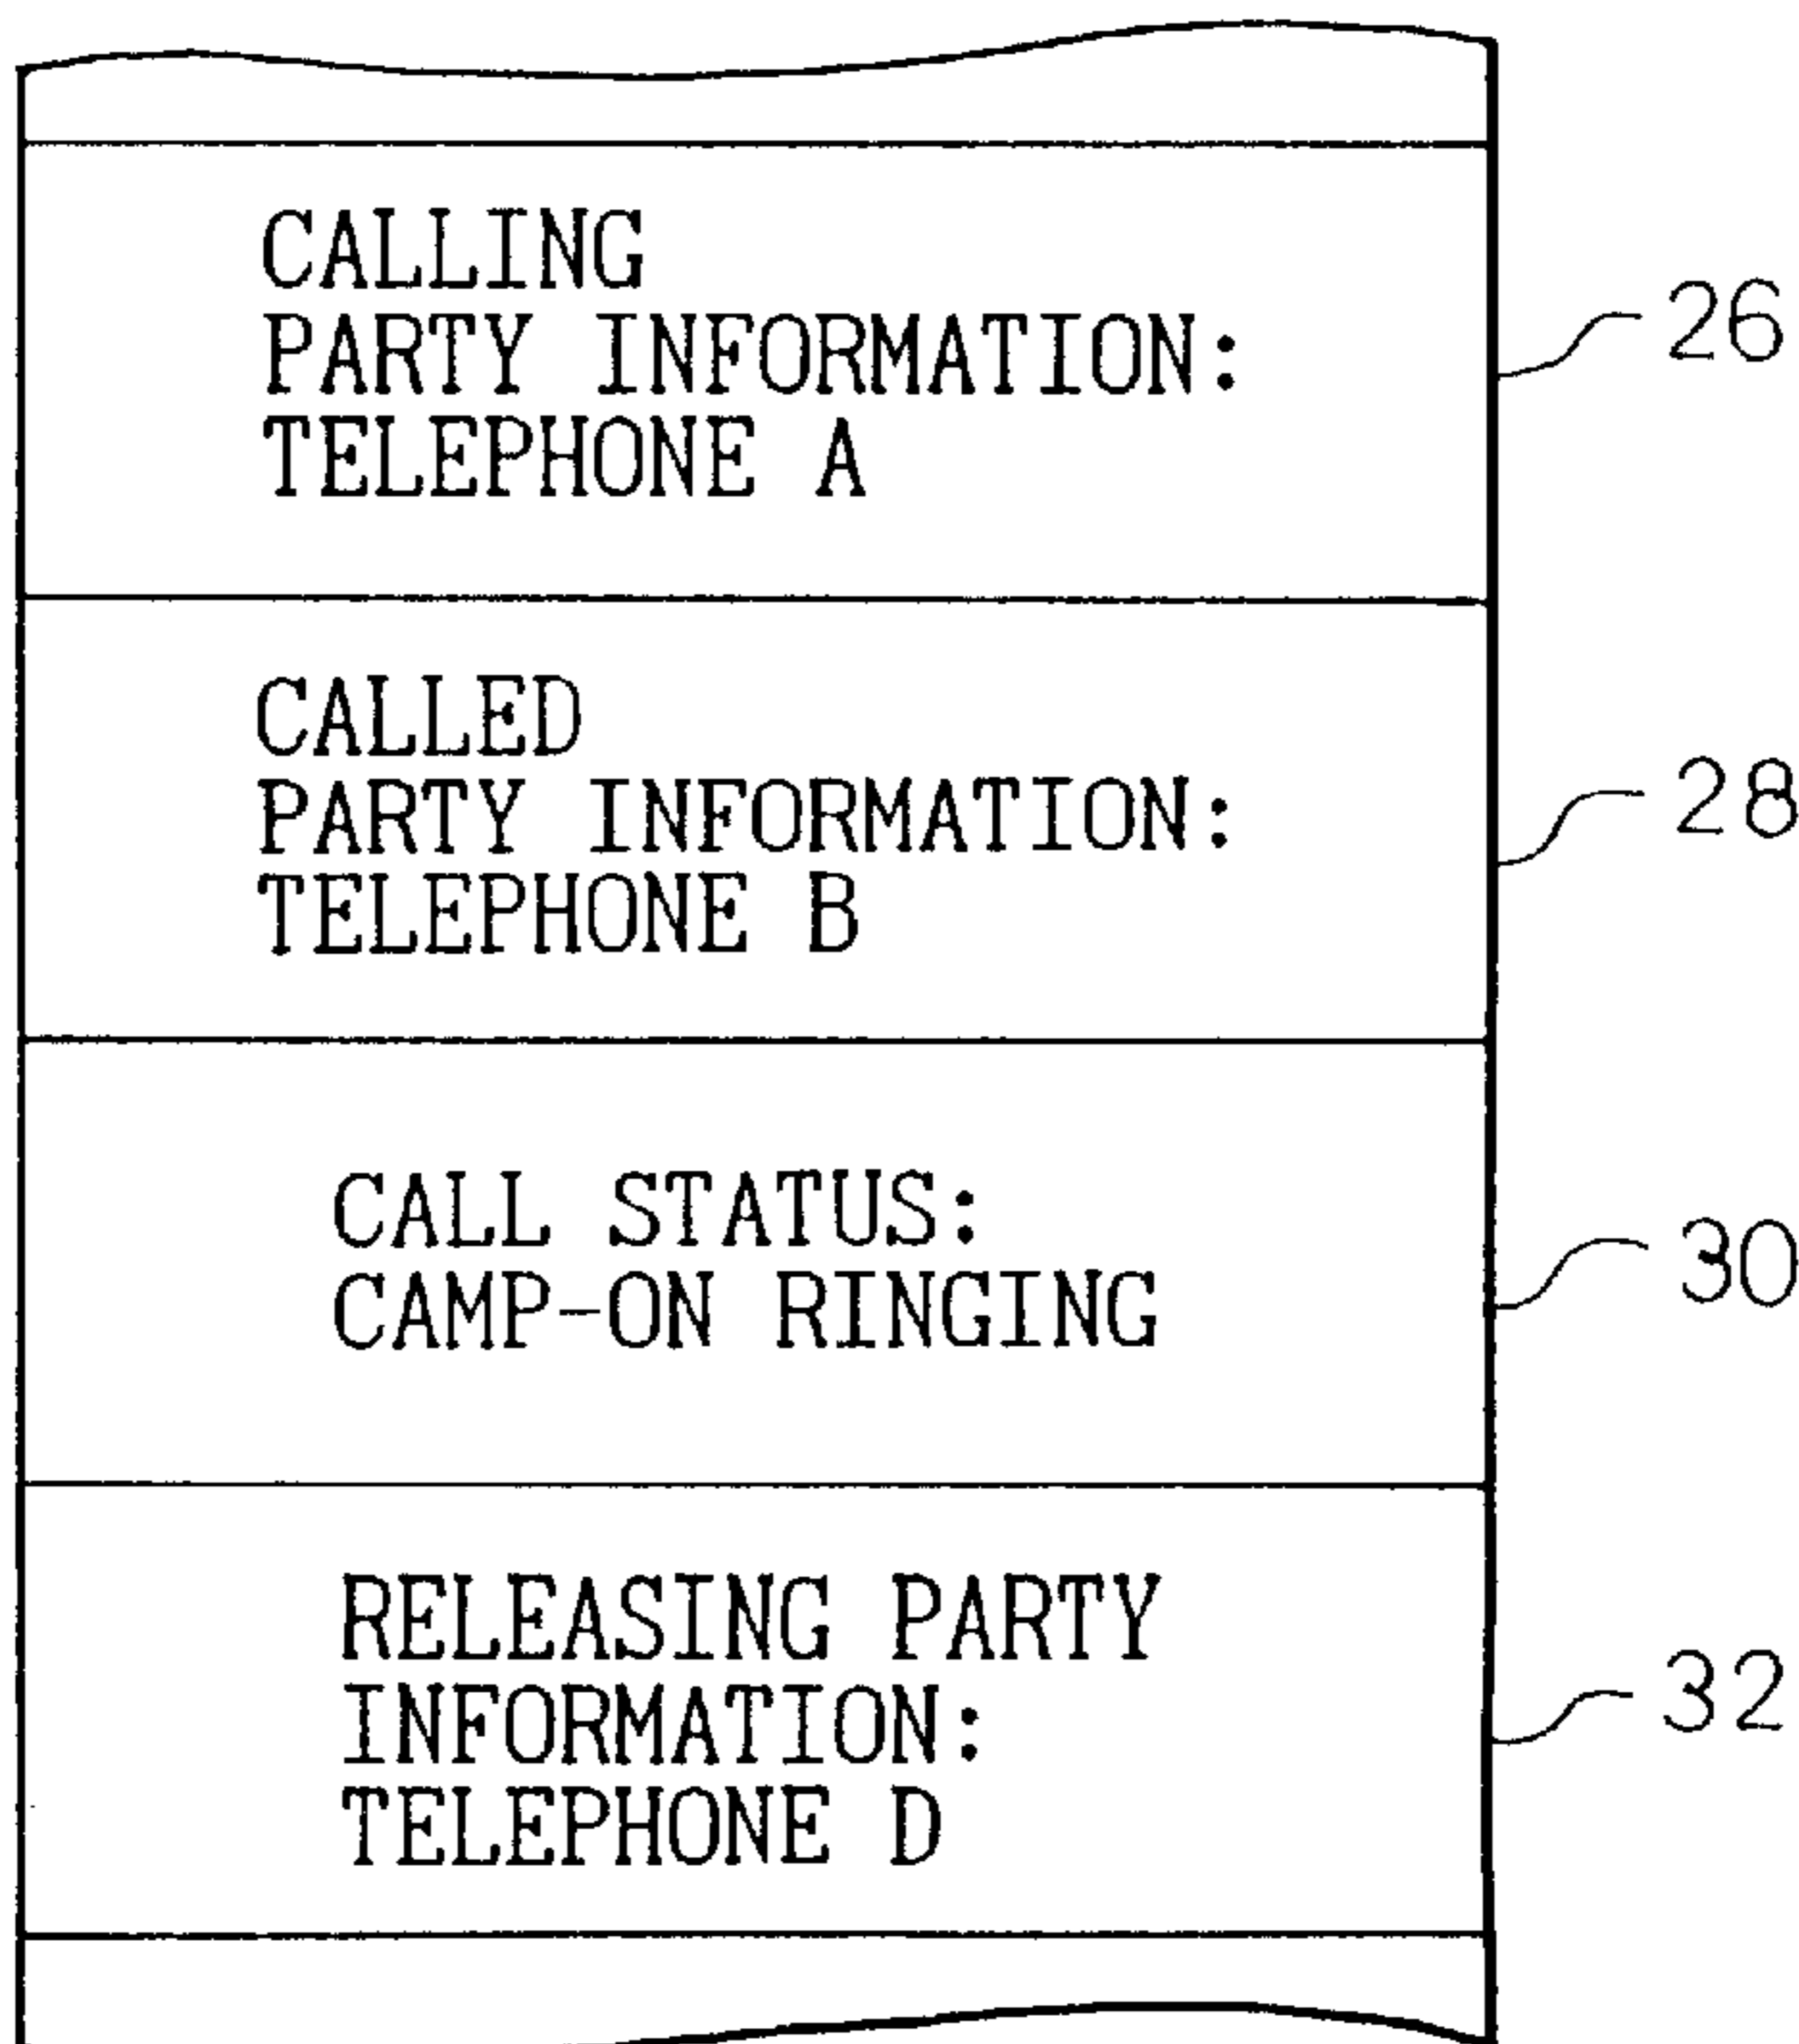 CALLING
PARTY INFORMATION:
TELEPHONE A
26
CALLED
PARTY INFORMATION:
TELEPHONE B
28
CALL STATUS:
CAMP-ON RINGING
30
RELEASING PARTY
INFORMATION:
TELEPHONE D
32